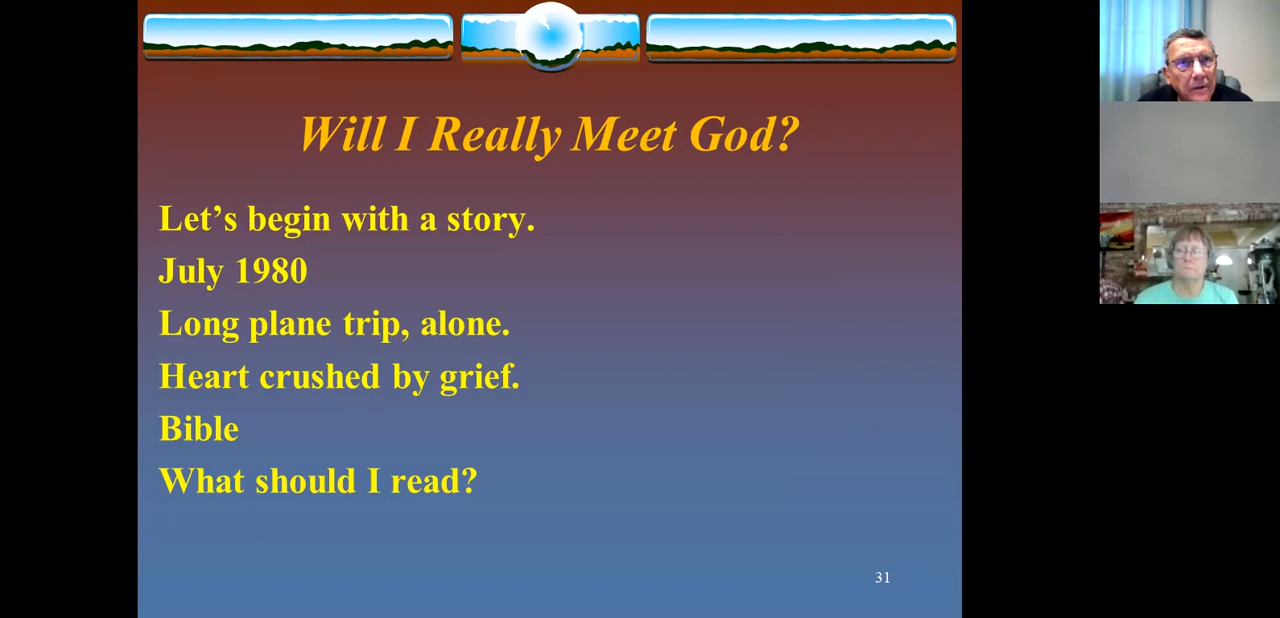 Will I Really Meet God?
Let’s begin with a story.
July 1980
Long plane trip, alone.
Heart crushed by grief.
Bible
What should I read?
31